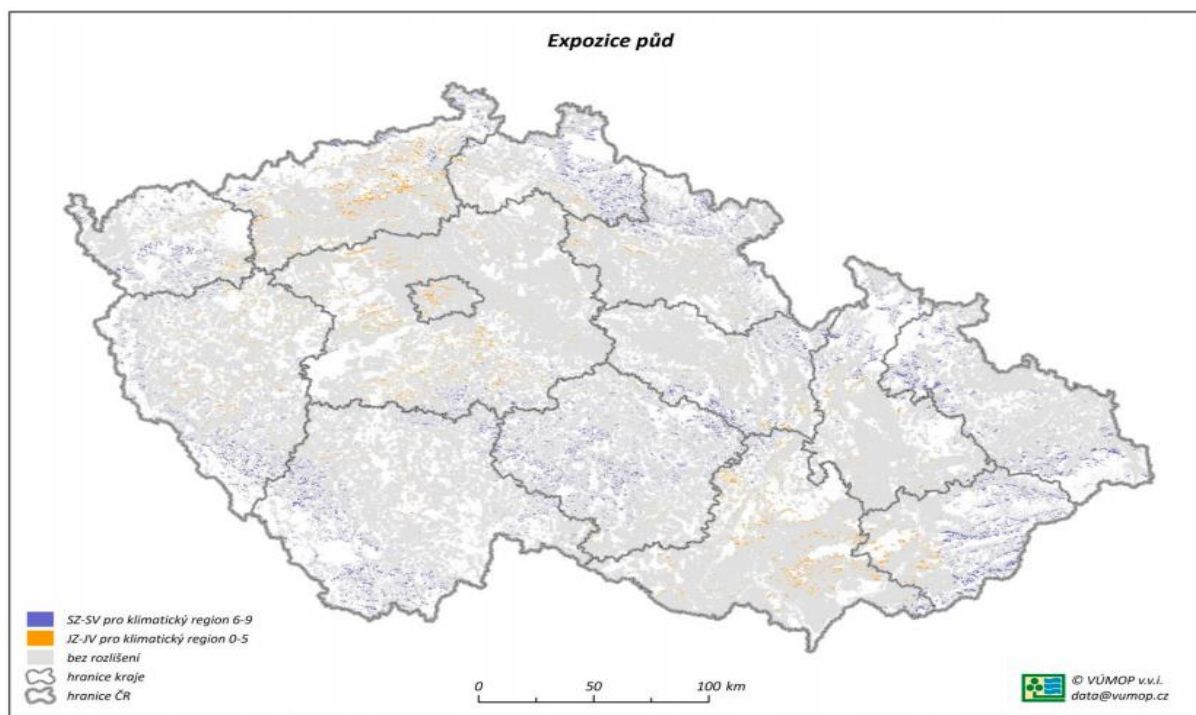 Expozice půd
SZ-SV pro klimatický region 6-9
JZ-JV pro klimatický region 0-5
bez rozlišení
hranice kraje
hranice ČR
0 50 100 km
© VÚMOP v.v.i.
data@vumop.cz